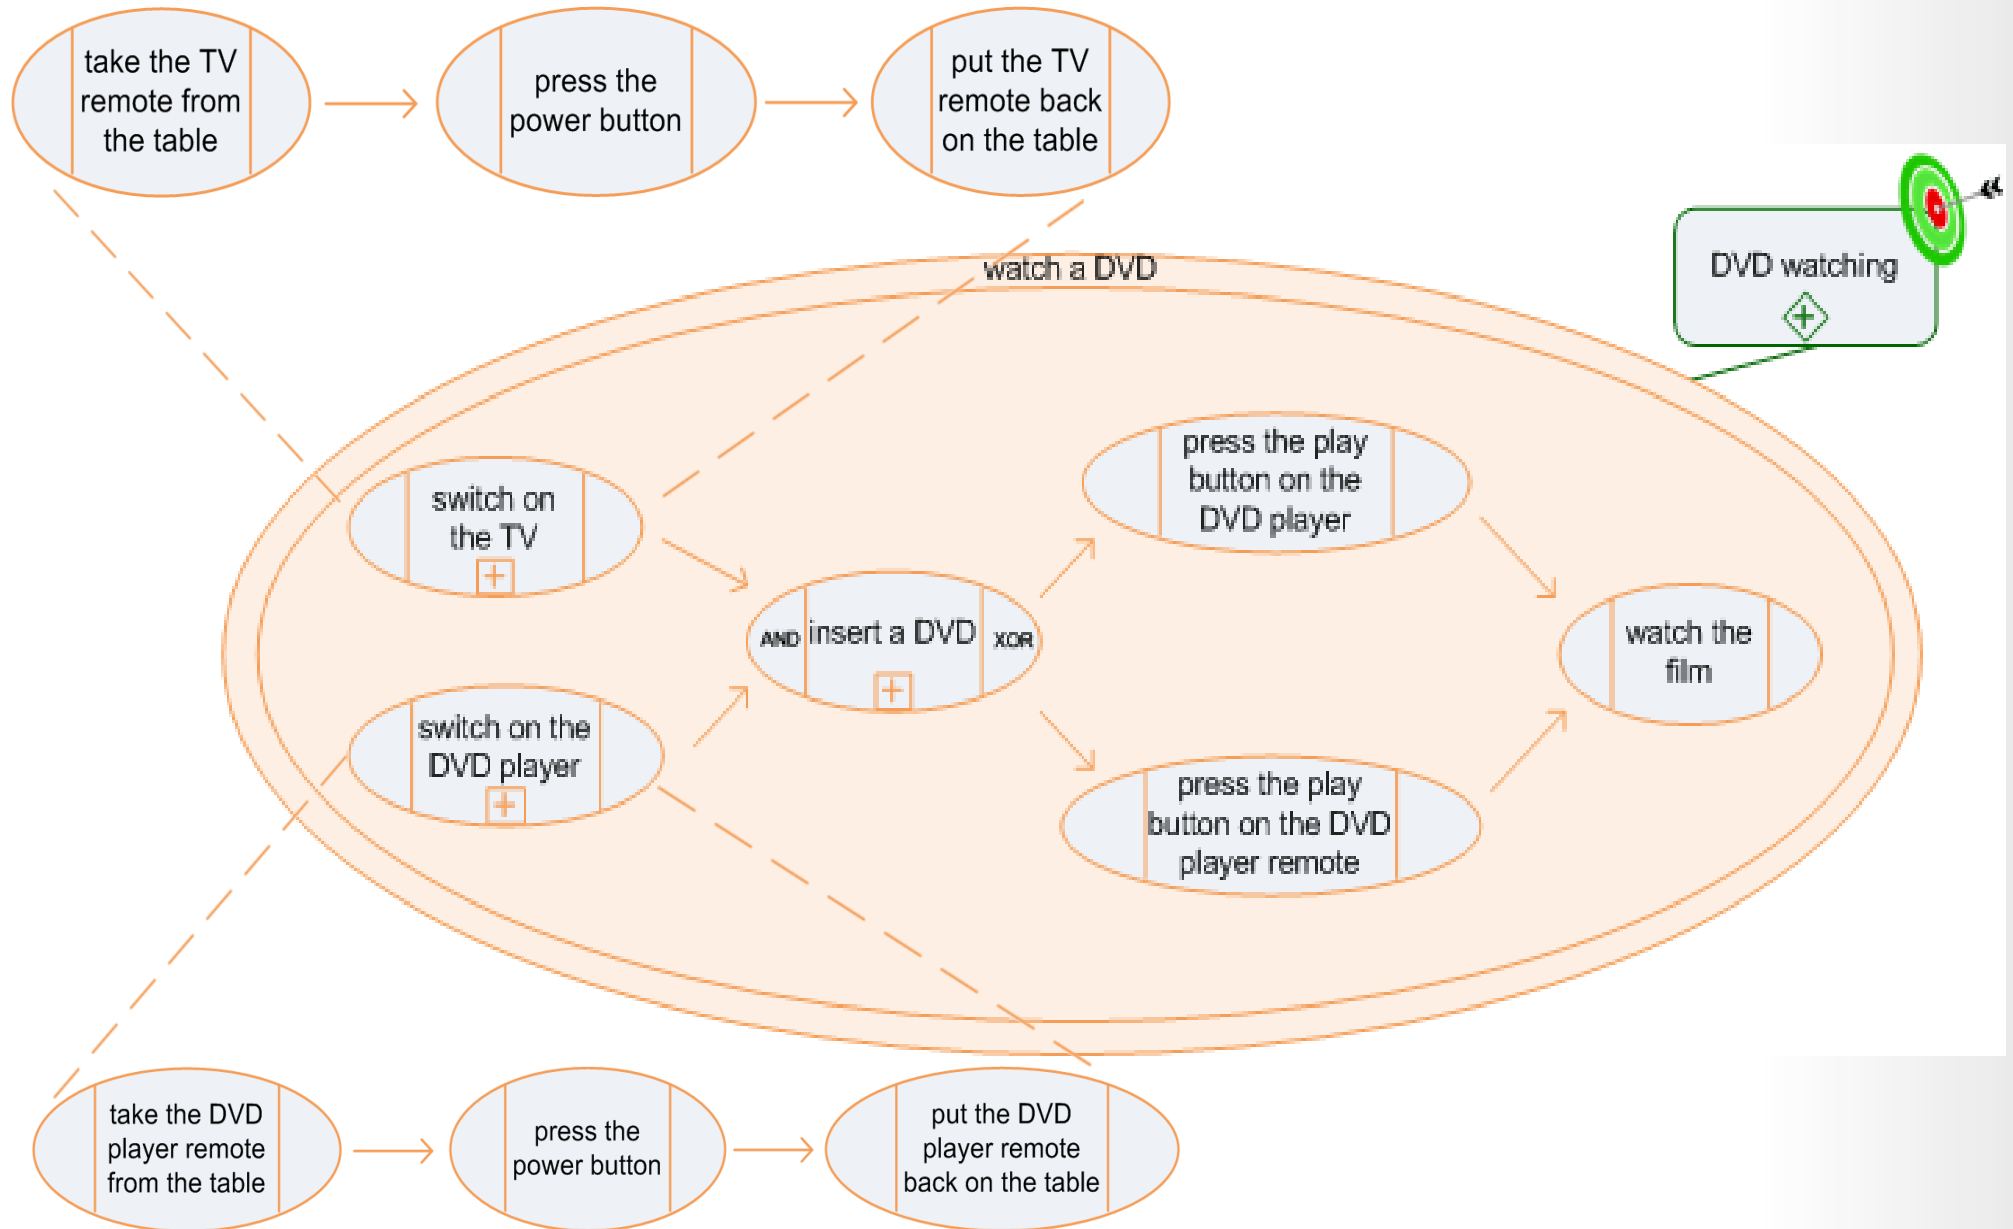 take the TV
remote from
the table
press the
power button
put the TV
remote back
on the table
watch a DVD
DVD watching
switch on
the TV
press the play
button on the
DVD player
AND insert a DVD XOR
watch the
film
switch on the
DVD player
press the play
button on the DVD
player remote
take the DVD
player remote
from the table
press the
power button
put the DVD
player remote
back on the table